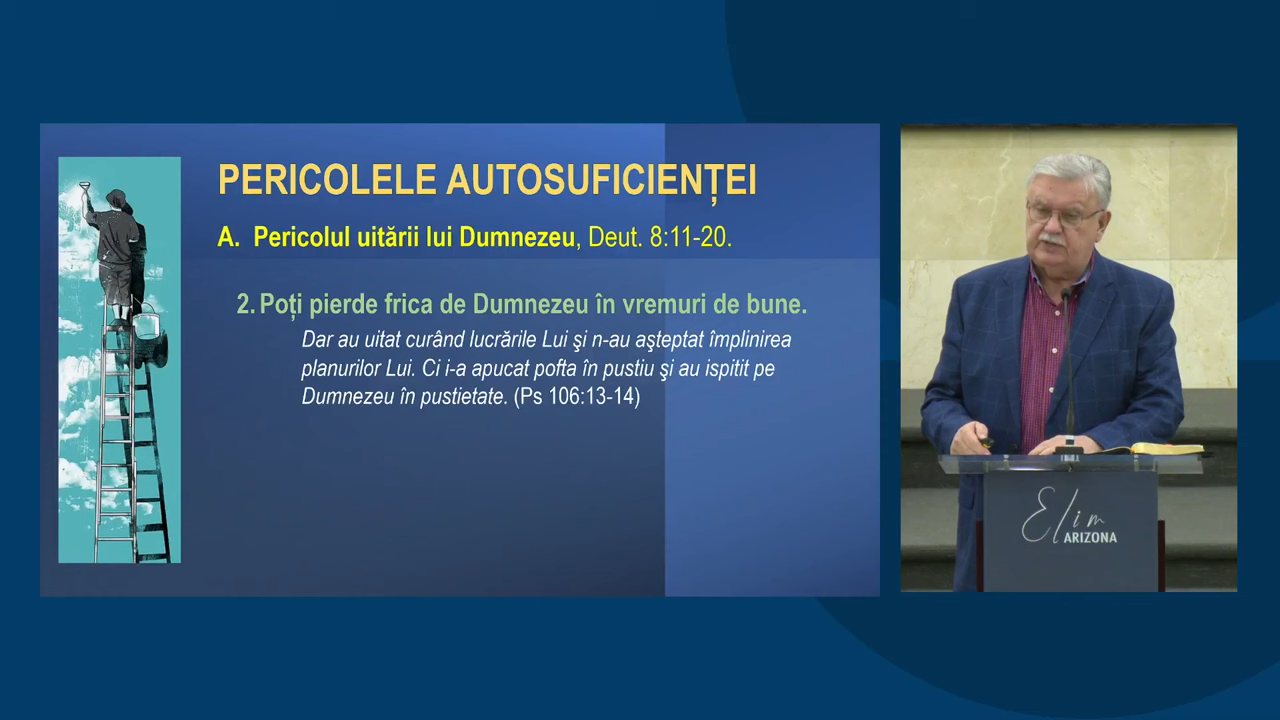 PERICOLELE AUTOSUFICIENȚEI
A. Pericolul uitării lui Dumnezeu, Deut. 8:11-20.
2. Poți pierde frica de Dumnezeu în vremuri de bune.
Dar au uitat curând lucrările Lui şi n-au aşteptat împlinirea
planurilor Lui. Ci i-a apucat pofta în pustiu şi au ispitit pe
Dumnezeu în pustietate. (Ps 106:13-14)
Elim
ARIZONA